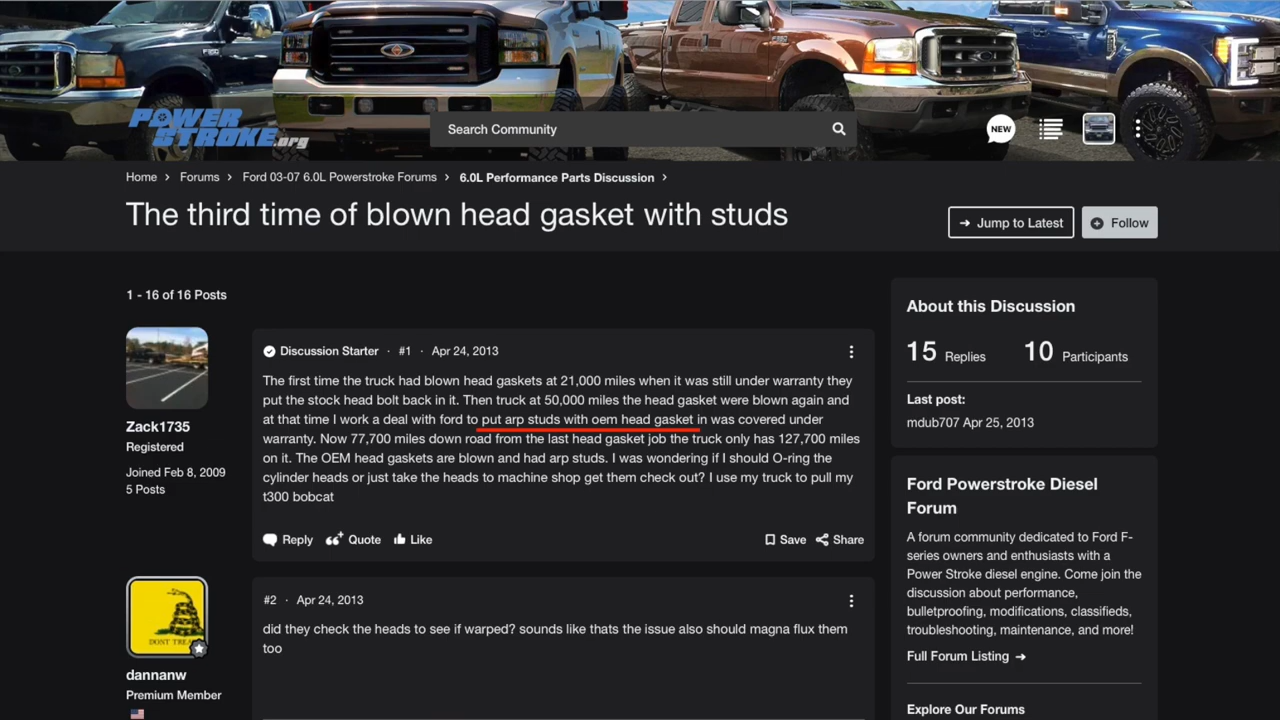 POWER
STROKE.org
Search Community
NEW
Home > Forums > Ford 03-07 6.0L Powerstroke Forums > 6.0L Performance Parts Discussion >
The third time of blown head gasket with studs
→ Jump to Latest
Follow
1 - 16 of 16 Posts
Zack1735
Registered
Joined Feb 8, 2009
5 Posts
Discussion Starter · #1 · Apr 24, 2013
The first time the truck had blown head gaskets at 21,000 miles when it was still under warranty they
put the stock head bolt back in it. Then truck at 50,000 miles the head gasket were blown again and
at that time I work a deal with ford to put arp studs with oem head gasket in was covered under
warranty. Now 77,700 miles down road from the last head gasket job the truck only has 127,700 miles
on it. The OEM head gaskets are blown and had arp studs. I was wondering if I should O-ring the
cylinder heads or just take the heads to machine shop get them check out? I use my truck to pull my
t300 bobcat
Reply Quote Like Save Share
DONT TREA
dannanw
Premium Member
#2 · Apr 24, 2013
did they check the heads to see if warped? sounds like thats the issue also should magna flux them
too
About this Discussion
15 Replies 10 Participants
Last post:
mdub707 Apr 25, 2013
Ford Powerstroke Diesel
Forum
A forum community dedicated to Ford F-
series owners and enthusiasts with a
Power Stroke diesel engine. Come join the
discussion about performance,
bulletproofing, modifications, classifieds,
troubleshooting, maintenance, and more!
Full Forum Listing →
Explore Our Forums